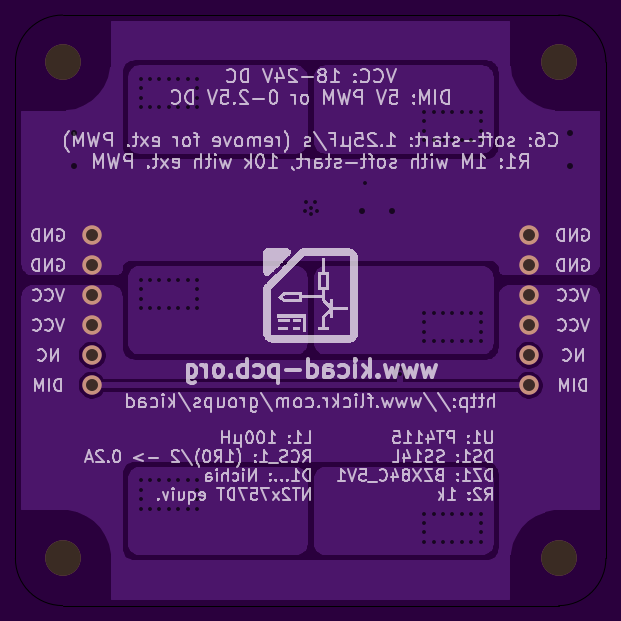 VCC: 18-24V DC
DIM: 5V PWM or 0-2.5V DC
C6: soft-start: 1.25µF/s (remove for ext. PWM)
R1: 1M with soft-start, 10k with ext. PWM
GND GND
GND GND
VCC VCC
VCC VCC
NC NC
DIM DIM
www.kicad-pcb.org
http://www.flickr.com/groups/kicad
U1: PT4115 L1: 100µH
DS1: SS14L RCS_1: (1R0)/2 -> 0.2A
DZ1: BZX84C_5V1 D1...: Nichia
R2: 1k NT2x757DT equiv.